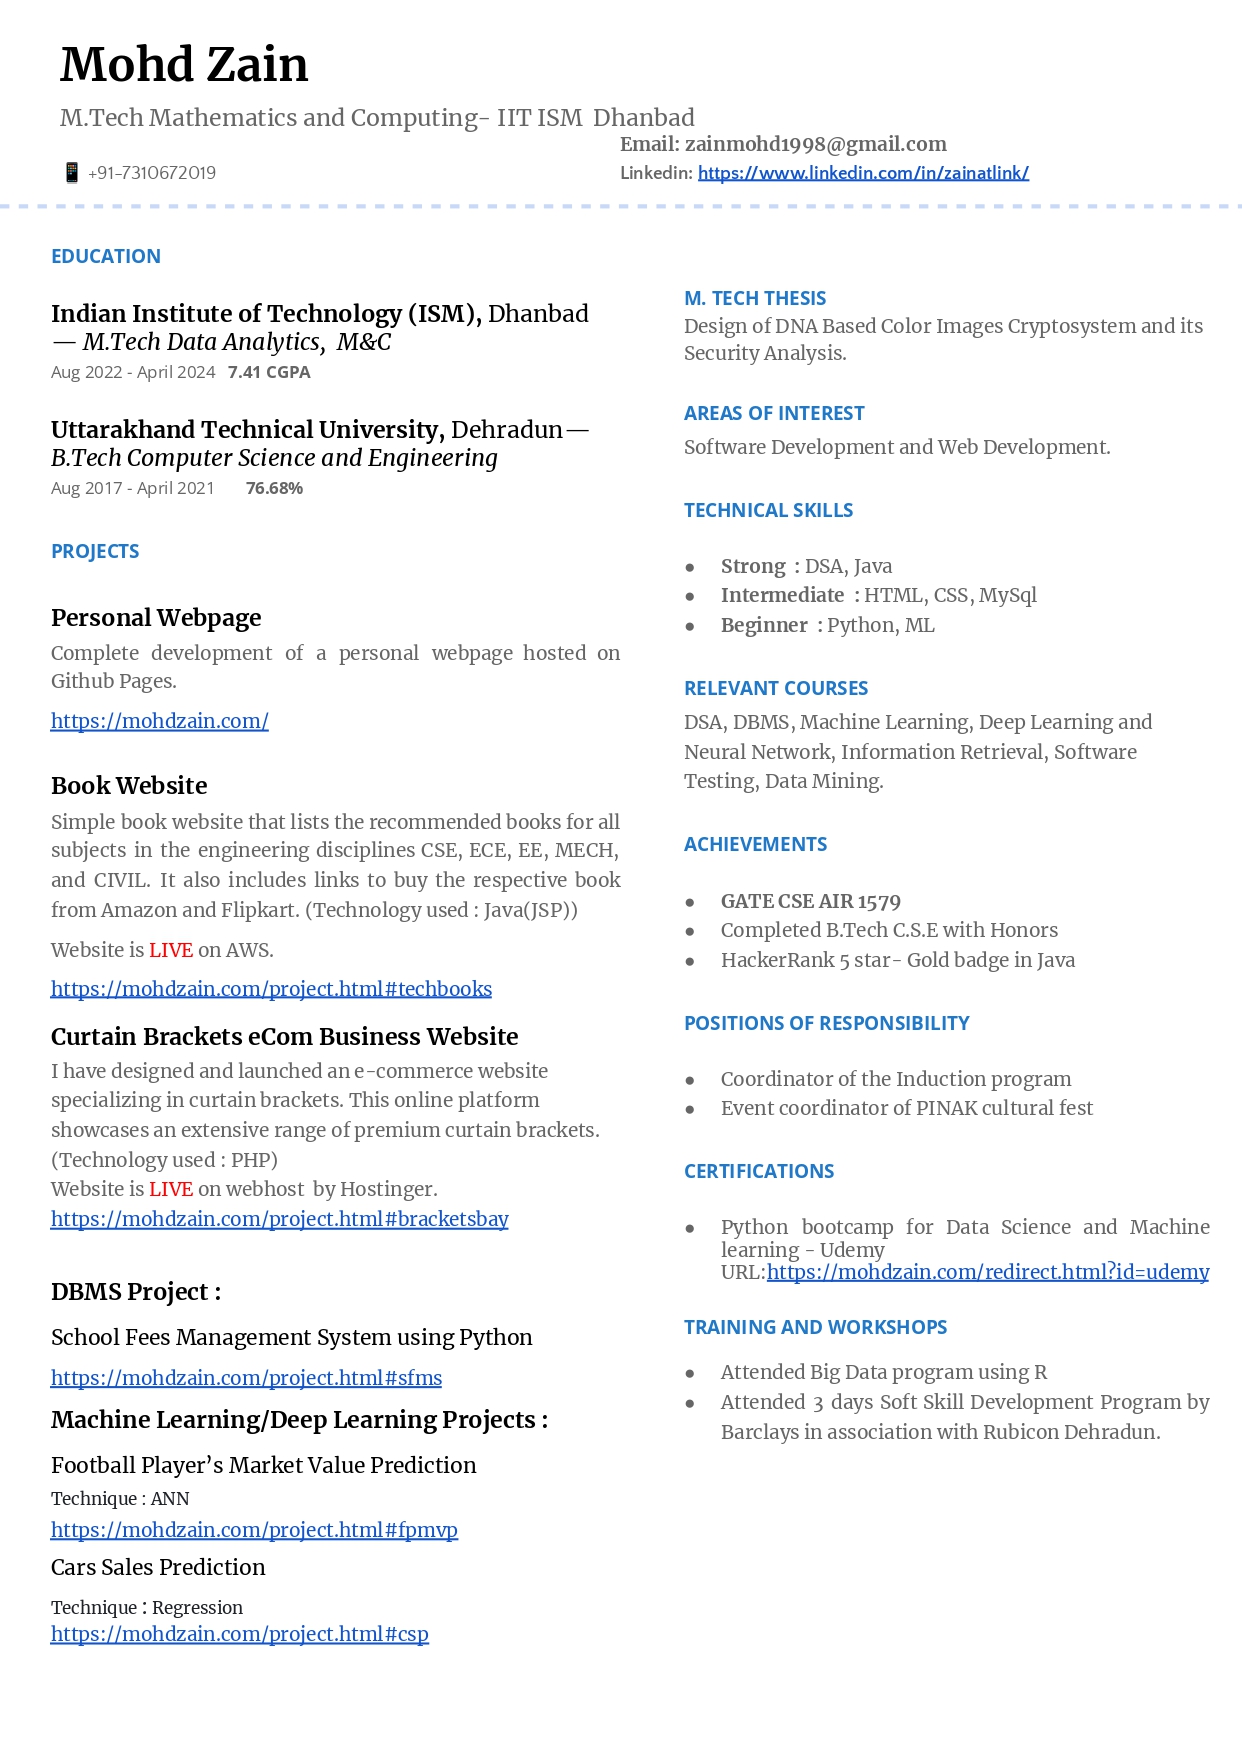 Mohd Zain
M.Tech Mathematics and Computing- IIT ISM Dhanbad
Email: zainmohd1998@gmail.com
📱 +91-7310672019
Linkedin: https://www.linkedin.com/in/zainatlink/
EDUCATION
Indian Institute of Technology (ISM), Dhanbad
— M.Tech Data Analytics, M&C
Aug 2022 - April 2024 7.41 CGPA
Uttarakhand Technical University, Dehradun—
B.Tech Computer Science and Engineering
Aug 2017 - April 2021 76.68%
PROJECTS
Personal Webpage
Complete development of a personal webpage hosted on
Github Pages.
https://mohdzain.com/
Book Website
Simple book website that lists the recommended books for all
subjects in the engineering disciplines CSE, ECE, EE, MECH,
and CIVIL. It also includes links to buy the respective book
from Amazon and Flipkart. (Technology used : Java(JSP))
Website is LIVE on AWS.
https://mohdzain.com/project.html#techbooks
Curtain Brackets eCom Business Website
I have designed and launched an e-commerce website
specializing in curtain brackets. This online platform
showcases an extensive range of premium curtain brackets.
(Technology used : PHP)
Website is LIVE on webhost by Hostinger.
https://mohdzain.com/project.html#bracketsbay
DBMS Project :
School Fees Management System using Python
https://mohdzain.com/project.html#sfms
Machine Learning/Deep Learning Projects :
Football Player’s Market Value Prediction
Technique : ANN
https://mohdzain.com/project.html#fpmvp
Cars Sales Prediction
Technique : Regression
https://mohdzain.com/project.html#csp
M. TECH THESIS
Design of DNA Based Color Images Cryptosystem and its
Security Analysis.
AREAS OF INTEREST
Software Development and Web Development.
TECHNICAL SKILLS
● Strong : DSA, Java
● Intermediate : HTML, CSS, MySql
● Beginner : Python, ML
RELEVANT COURSES
DSA, DBMS, Machine Learning, Deep Learning and
Neural Network, Information Retrieval, Software
Testing, Data Mining.
ACHIEVEMENTS
● GATE CSE AIR 1579
● Completed B.Tech C.S.E with Honors
● HackerRank 5 star- Gold badge in Java
POSITIONS OF RESPONSIBILITY
● Coordinator of the Induction program
● Event coordinator of PINAK cultural fest
CERTIFICATIONS
● Python bootcamp for Data Science and Machine
learning - Udemy
URL:https://mohdzain.com/redirect.html?id=udemy
TRAINING AND WORKSHOPS
● Attended Big Data program using R
● Attended 3 days Soft Skill Development Program by
Barclays in association with Rubicon Dehradun.